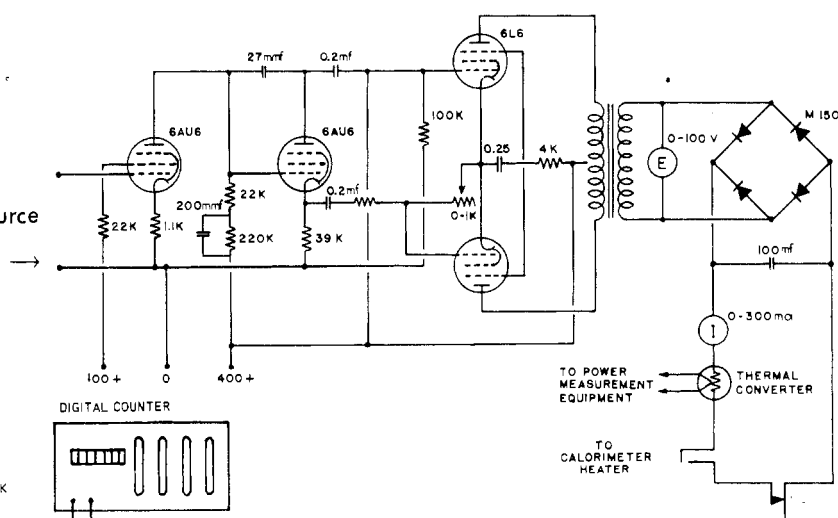 6L6
27mmf
0.2mf
6AU6
6AU6
100K
0.25
4K
0-100 V
M 150
E
200mmf
22K
0.2mf
urce
22K
1.1K
220K
39K
0-1K
100mf
I
0-300ma
100+
0
400+
TO POWER
MEASUREMENT
EQUIPMENT
THERMAL
CONVERTER
DIGITAL COUNTER
TO
CALORIMETER
HEATER
K